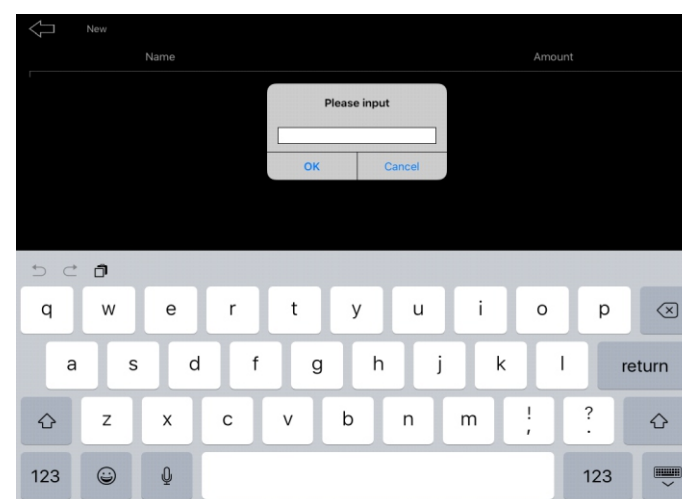 New
Name Amount
Please input
OK Cancel
q w e r t y u i o p
a s d f g h j k l return
z x c v b n m ! , ? .
123 123